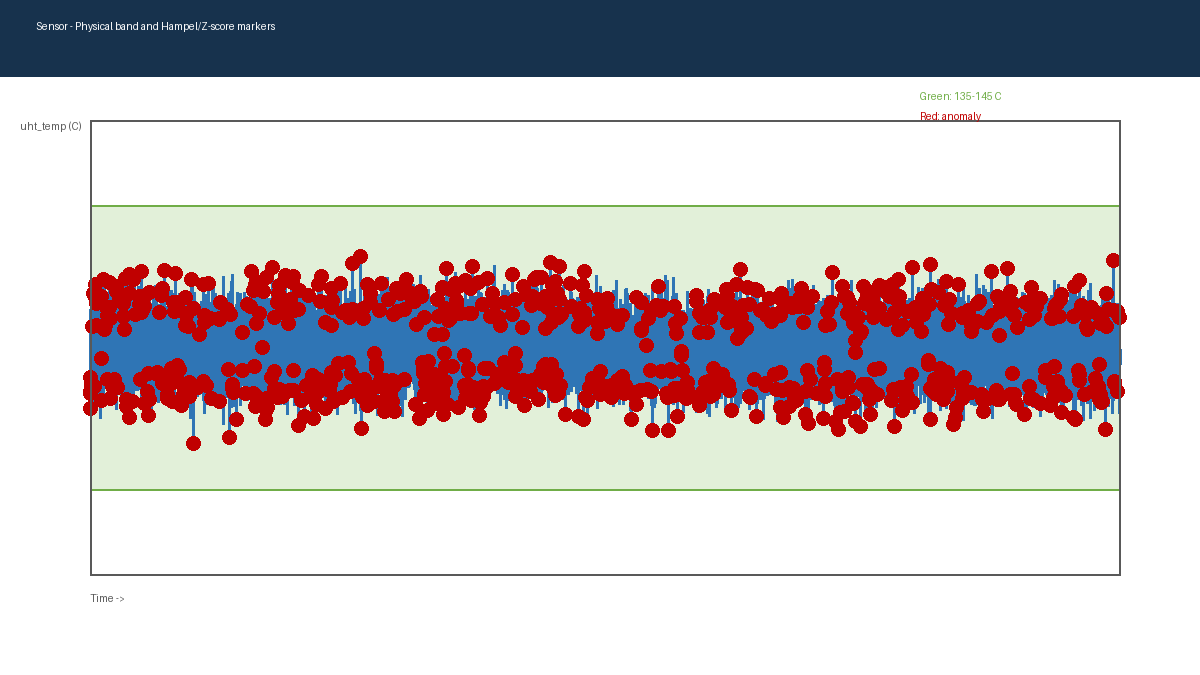 Sensor - Physical band and Hampel/Z-score markers
Green: 135-145 C
Red: anomaly
uht_temp (C)
Time ->